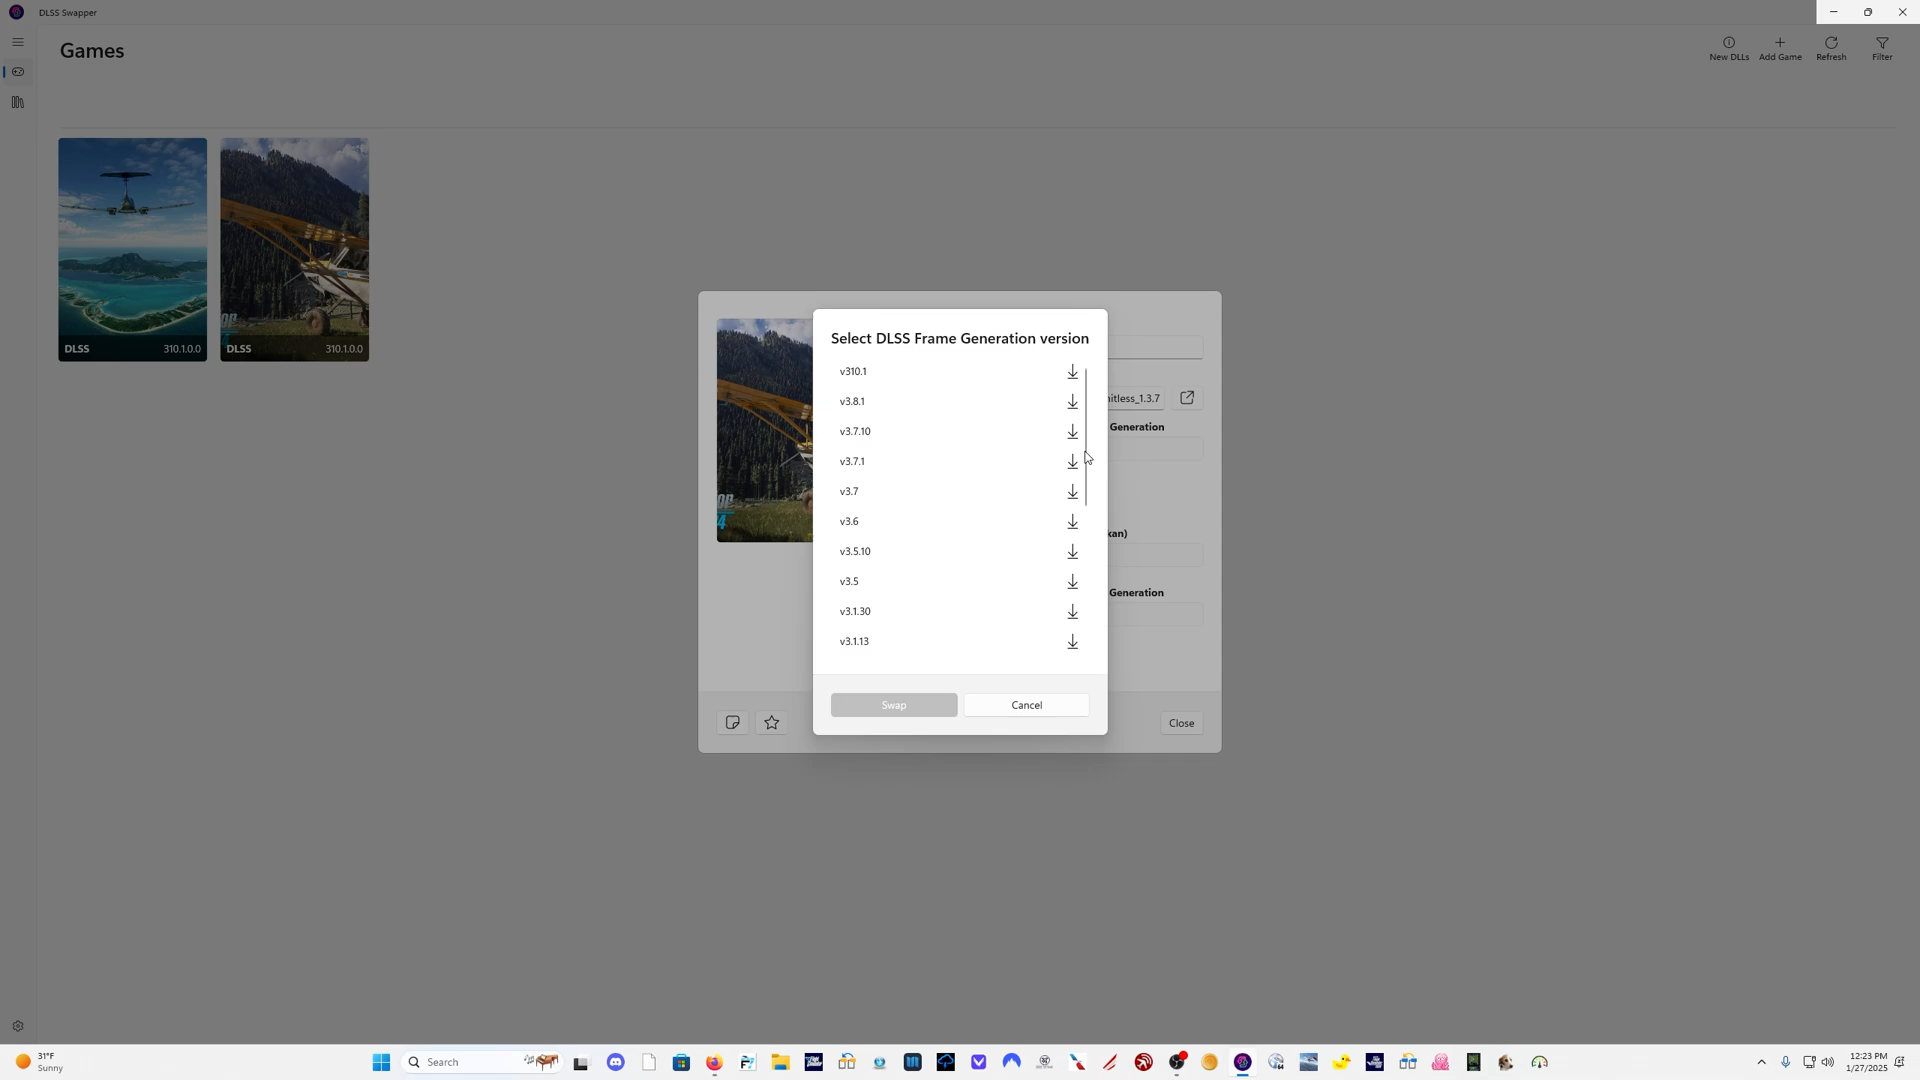 DLSS Swapper
Games
New DLLs
Add Game
Refresh
Filter
DLSS 310.1.0.0
DLSS 310.1.0.0
Select DLSS Frame Generation version
v310.1
v3.8.1
v3.7.10
v3.7.1
v3.7
v3.6
v3.5.10
v3.5
v3.1.30
v3.1.13
Swap
Cancel
nitless_1.3.7
Generation
kan)
Generation
Close
31°F
Sunny
Search
12:23 PM
1/27/2025